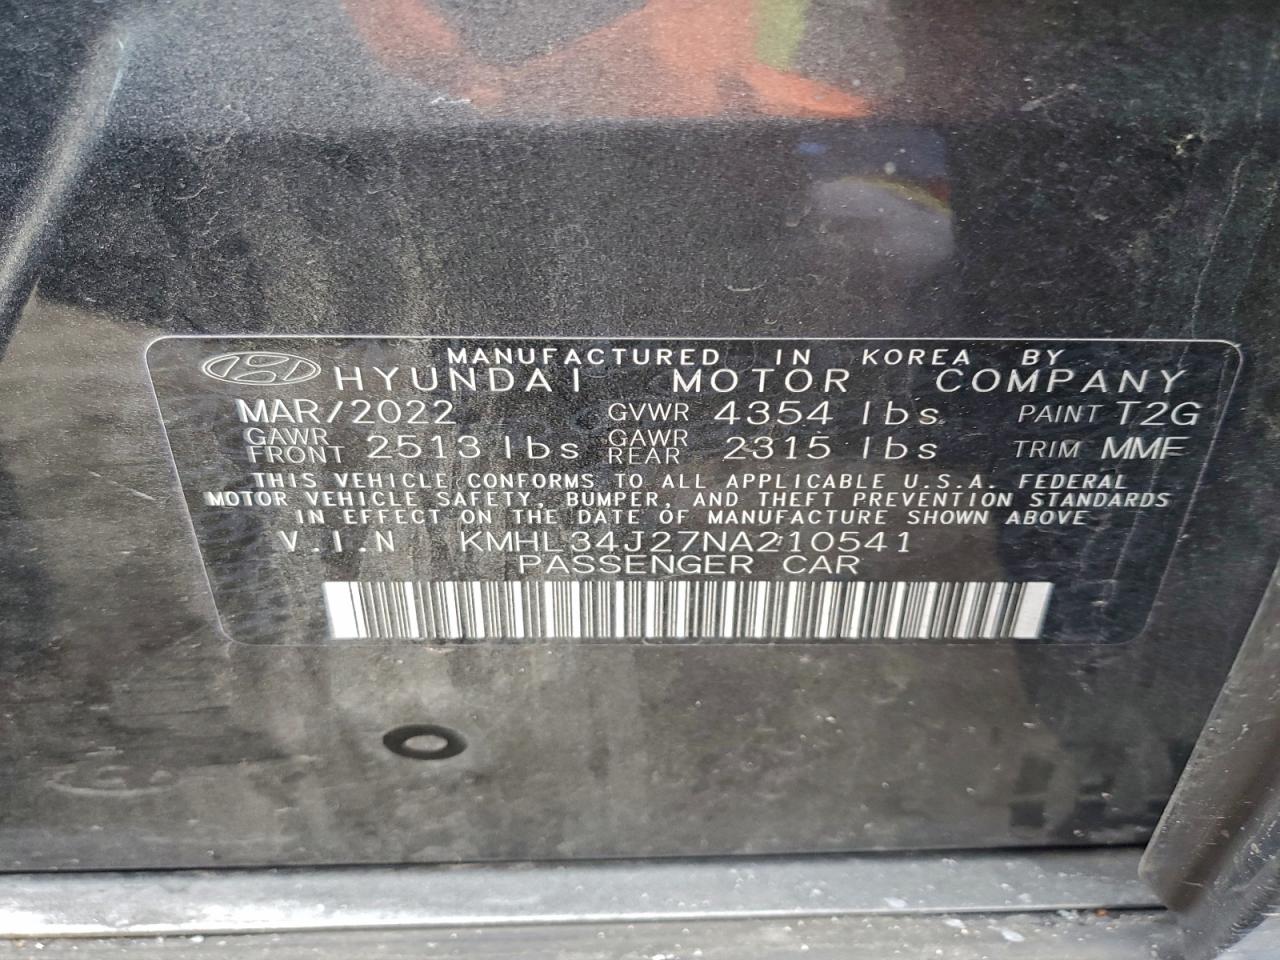 MANUFACTURED IN KOREA BY
HYUNDAI MOTOR COMPANY
MAR/2022 GVWR 4354 lbs PAINT T2G
GAWR FRONT 2513 lbs GAWR REAR 2315 lbs TRIM MMF
THIS VEHICLE CONFORMS TO ALL APPLICABLE U.S.A. FEDERAL
MOTOR VEHICLE SAFETY, BUMPER, AND THEFT PREVENTION STANDARDS
IN EFFECT ON THE DATE OF MANUFACTURE SHOWN ABOVE
V.I.N KMHL34J27NA210541
PASSENGER CAR